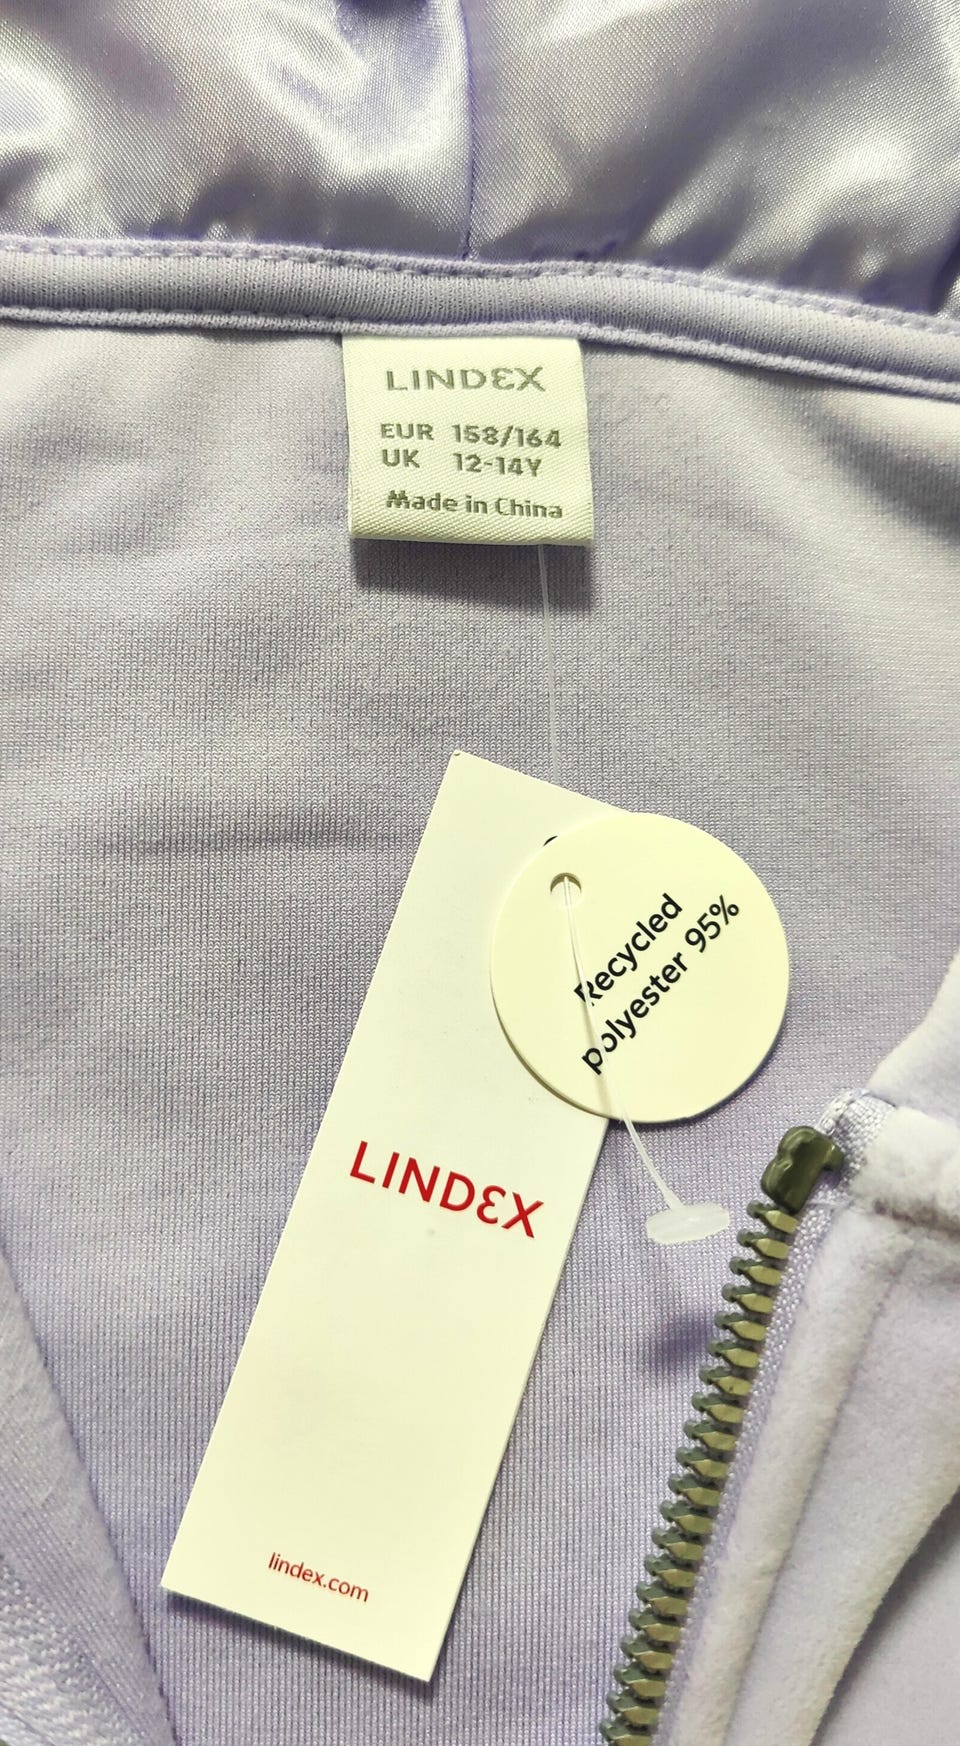 LINDEX
EUR 158/164
UK 12-14Y
Made in China
Recycled
polyester 95%
LINDEX
lindex.com